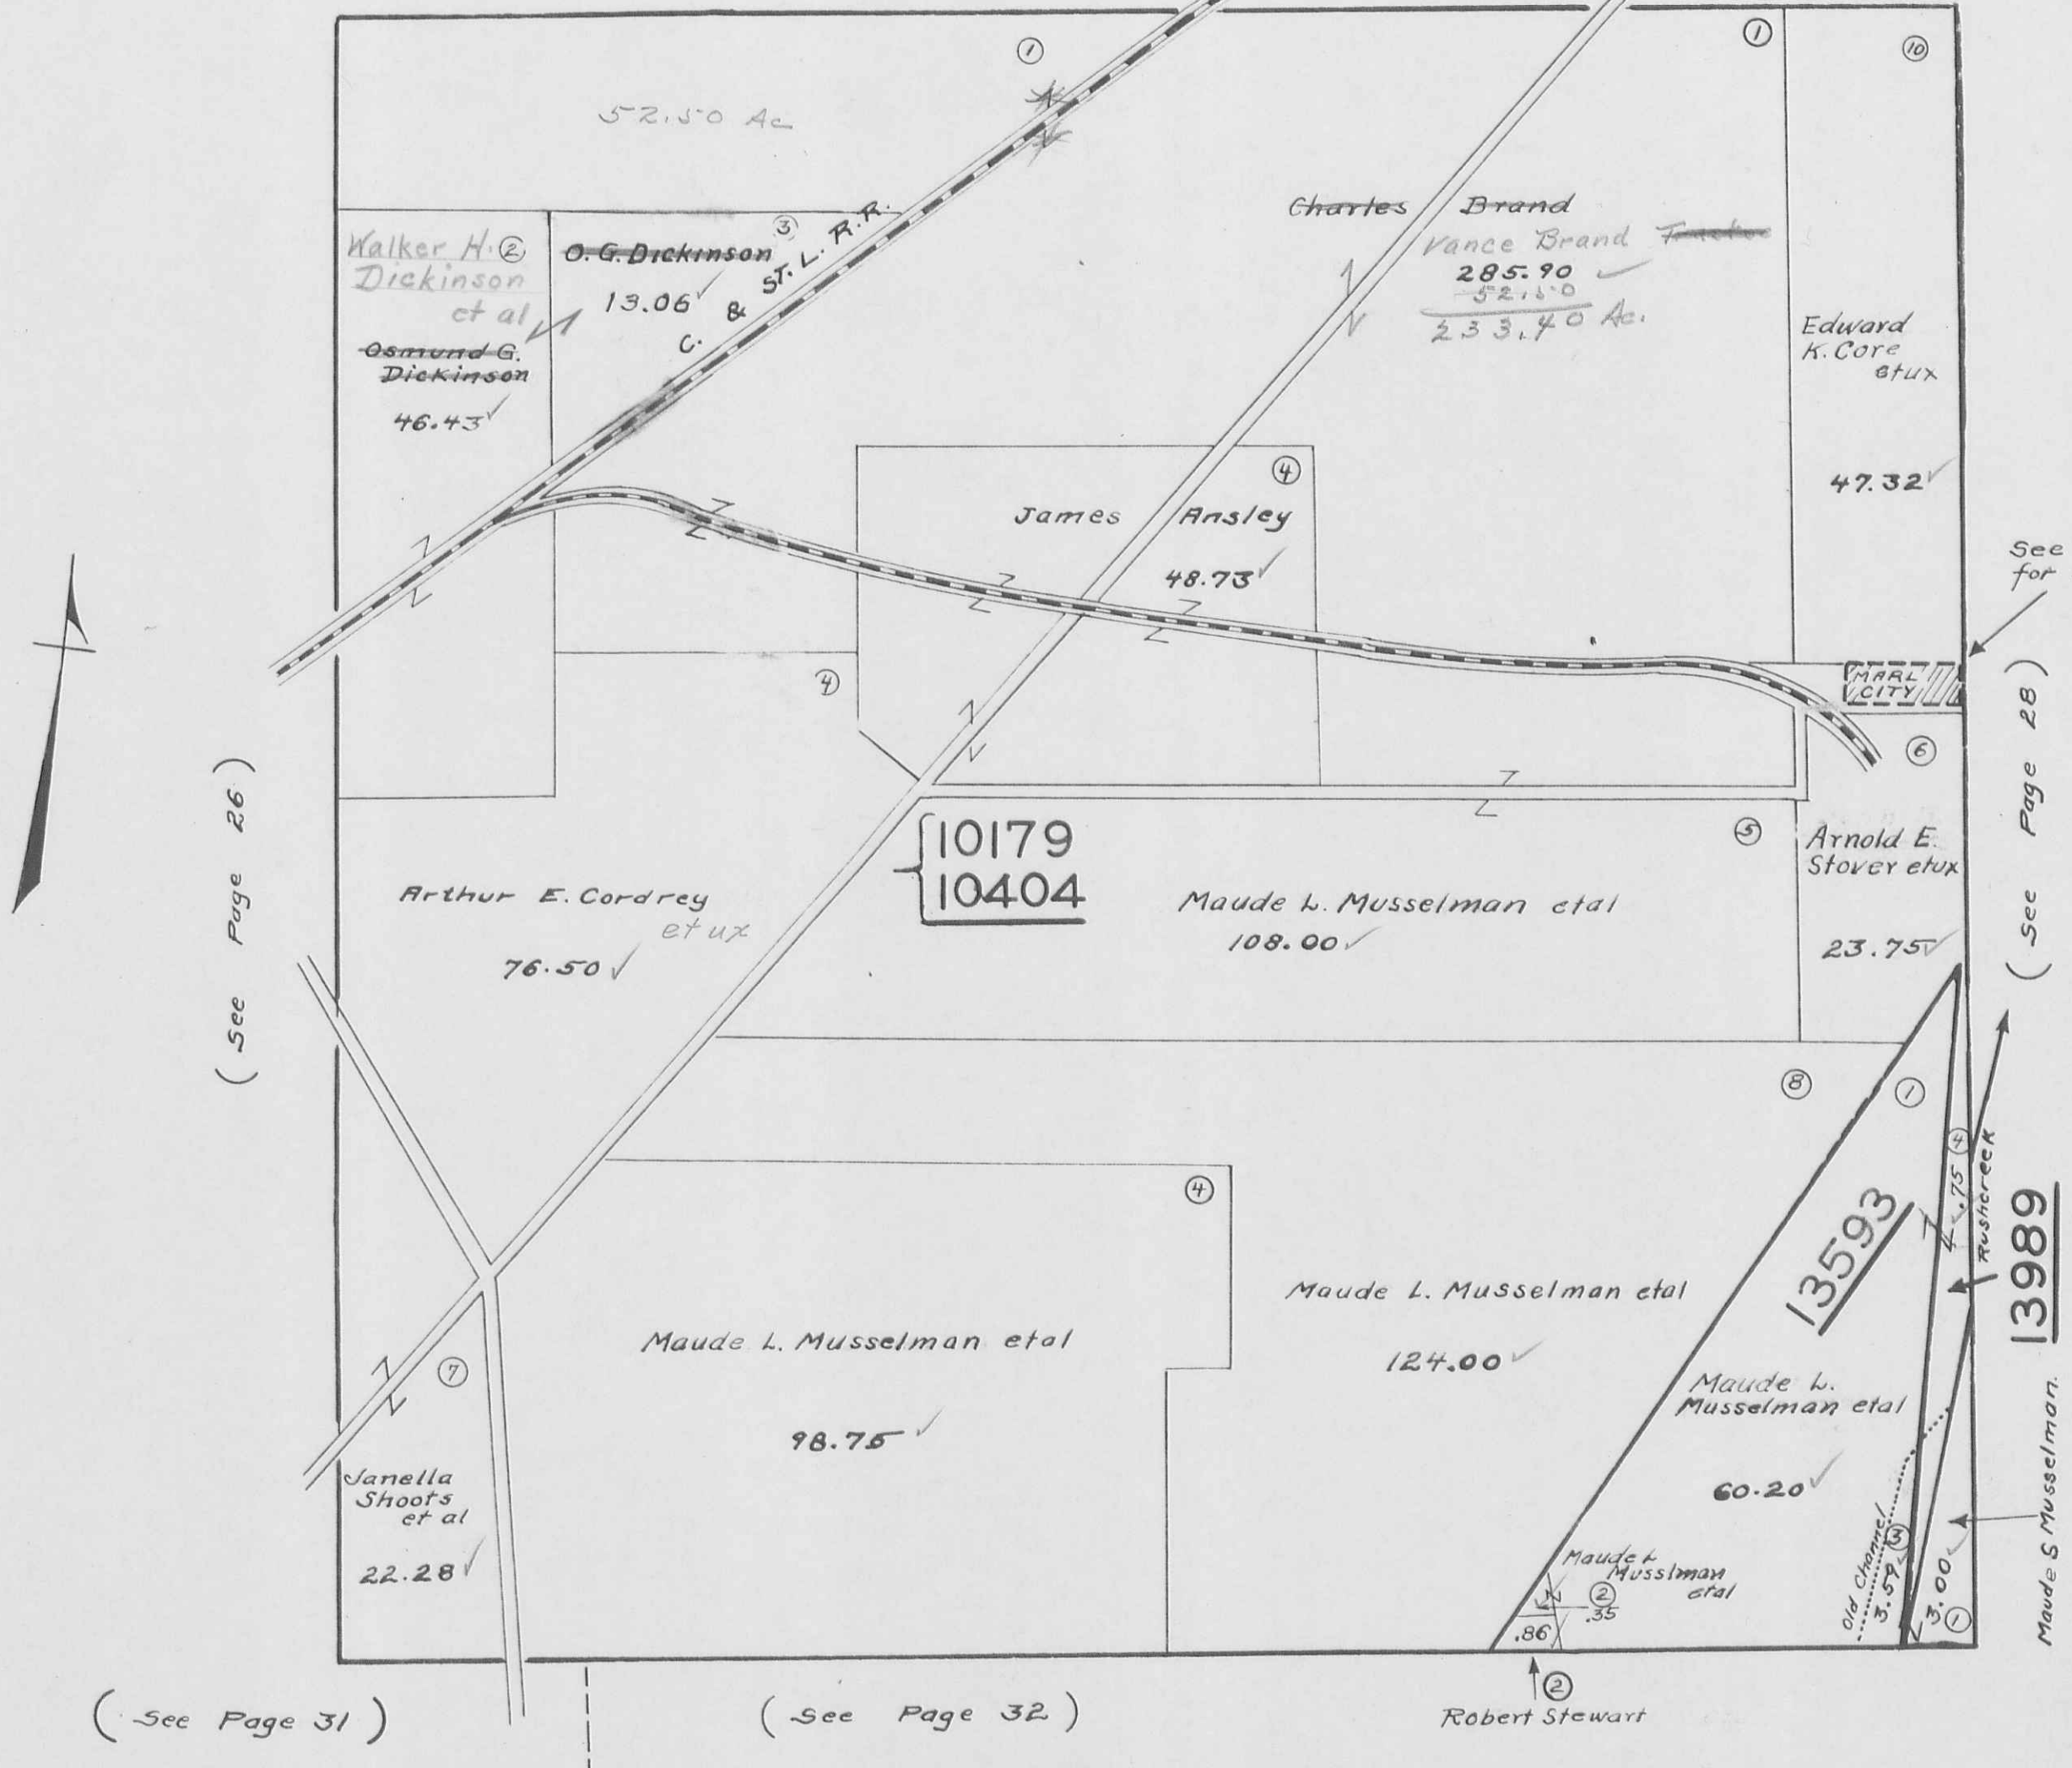 1
1
10
52.50 Ac
Walker H. 2
Dickinson
et al
Osmund G.
Dickinson
46.43
3
O. G. Dickinson
13.06
C. & ST. L. R.R.
Charles Brand
Vance Brand
285.90
52.50
233.40 Ac.
Edward
K. Core
etux
47.32
4
James Ansley
48.73
See
for
MARL
CITY
4
6
(See Page 26)
(See Page 28)
10179
10404
5
Arnold E.
Stover etux
23.75
Arthur E. Cordrey
et ux
76.50
Maude L. Musselman etal
108.00
8
1
4
.75
Rushcreek
13593
13989
4
Maude L. Musselman etal
98.75
Maude L. Musselman etal
124.00
Maude L.
Musselman etal
60.20
7
Janella
Shoots
et al
22.28
Maude L
Musslman
etal
2
.35
.86
Old Channel
3.59 3
3.00 1
Maude S Musselman.
(See Page 31)
(See Page 32)
2
Robert Stewart